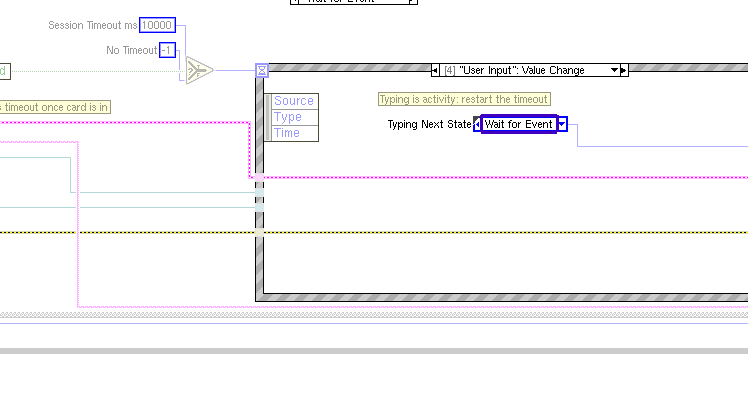 Wait for Event
Session Timeout ms 10000
No Timeout -1
[4] "User Input": Value Change
timeout once card is in
Source
Type
Time
Typing is activity: restart the timeout
Typing Next State Wait for Event